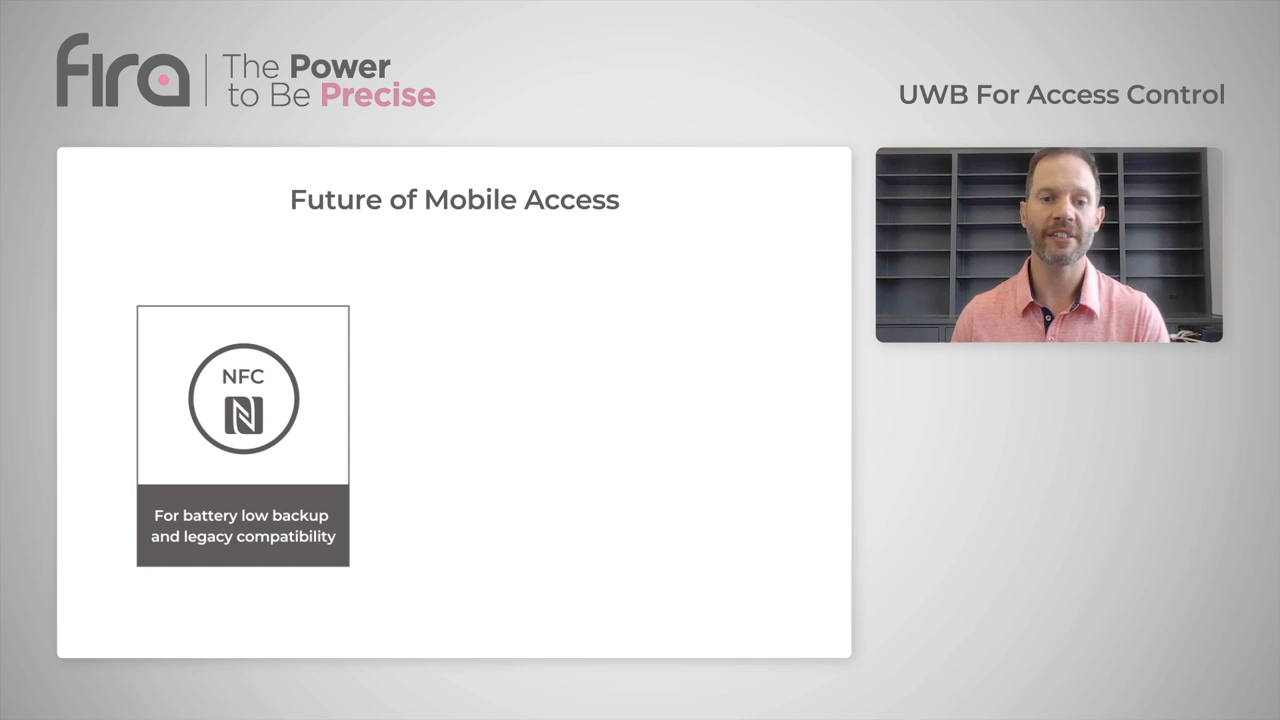 fira
The Power
to Be Precise
UWB For Access Control
Future of Mobile Access
NFC
For battery low backup
and legacy compatibility